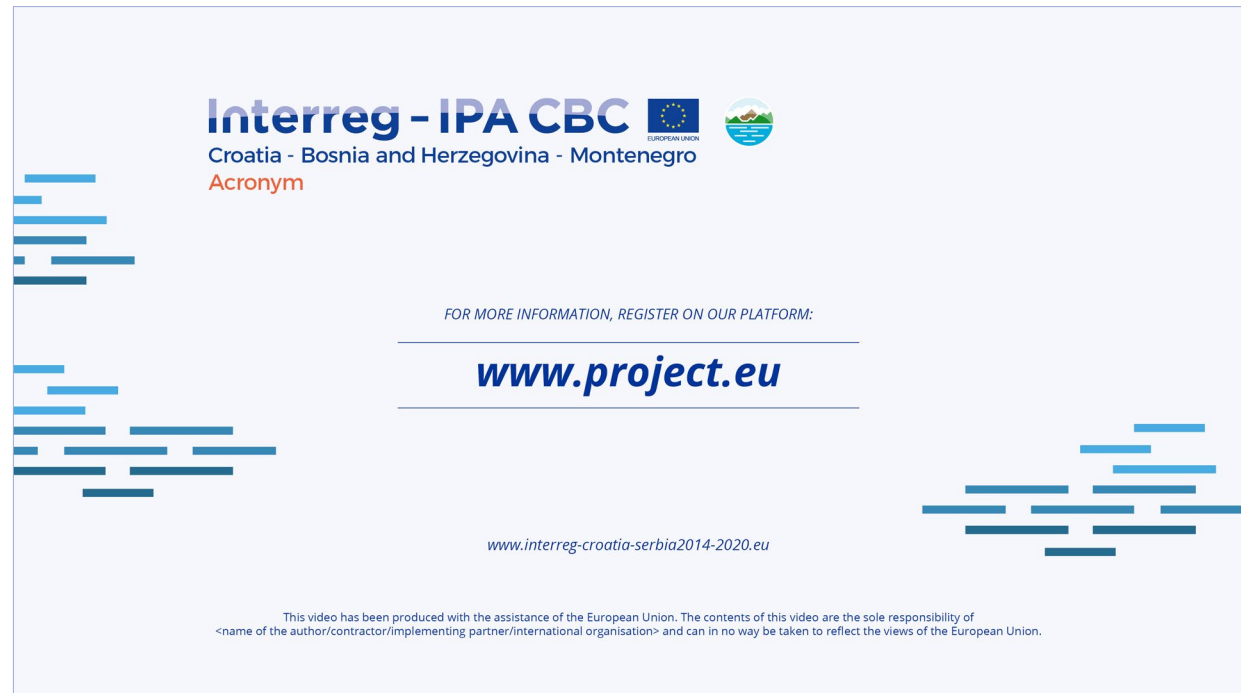 Interreg - IPA CBC
EUROPEAN UNION
Croatia - Bosnia and Herzegovina - Montenegro
Acronym
FOR MORE INFORMATION, REGISTER ON OUR PLATFORM:
www.project.eu
www.interreg-croatia-serbia2014-2020.eu
This video has been produced with the assistance of the European Union. The contents of this video are the sole responsibility of
<name of the author/contractor/implementing partner/international organisation> and can in no way be taken to reflect the views of the European Union.